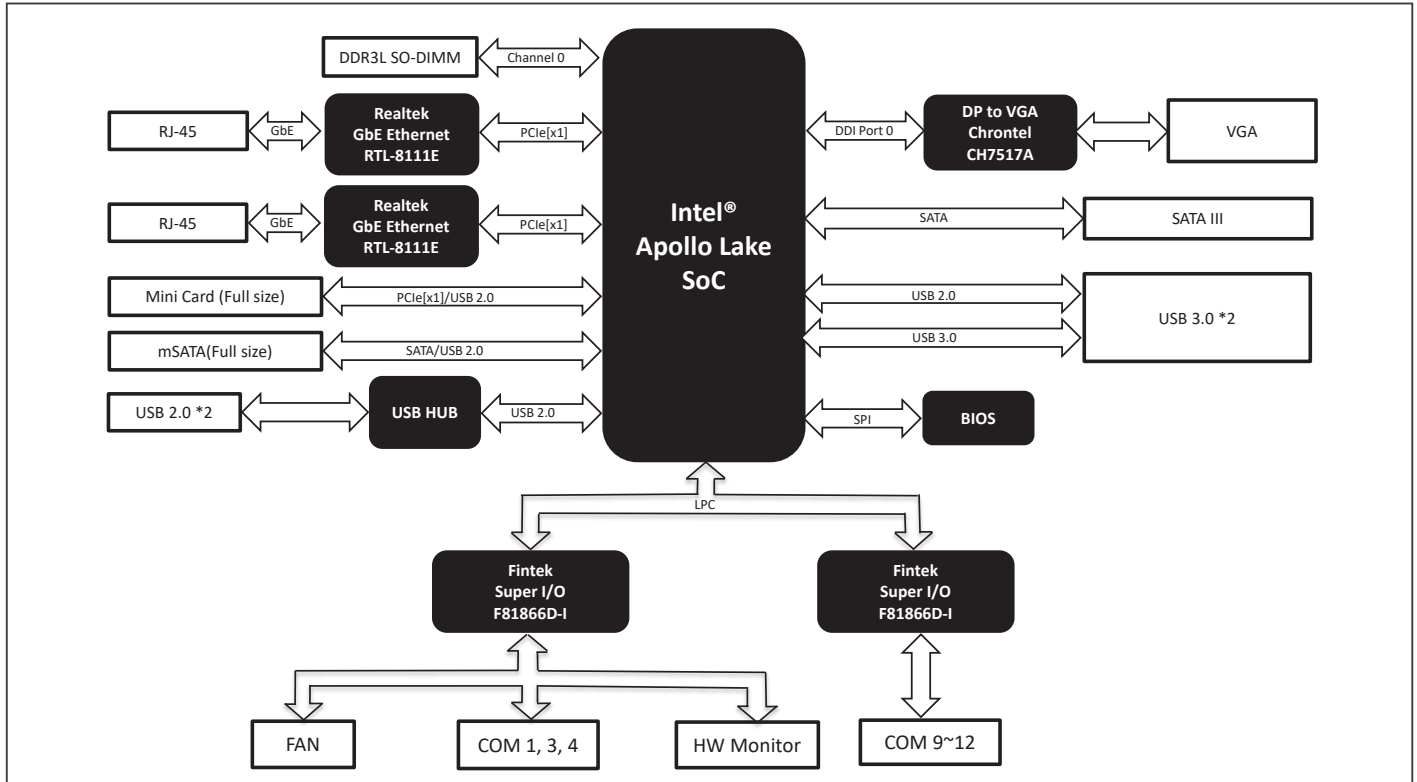 DDR3L SO-DIMM
Channel 0
RJ-45
GbE
Realtek
GbE Ethernet
RTL-8111E
PCIe[x1]
RJ-45
GbE
Realtek
GbE Ethernet
RTL-8111E
PCIe[x1]
Mini Card (Full size)
PCIe[x1]/USB 2.0
mSATA(Full size)
SATA/USB 2.0
USB 2.0 *2
USB HUB
USB 2.0
Intel®
Apollo Lake
SoC
DDI Port 0
DP to VGA
Chrontel
CH7517A
VGA
SATA
SATA III
USB 2.0
USB 3.0
USB 3.0 *2
SPI
BIOS
LPC
Fintek
Super I/O
F81866D-I
Fintek
Super I/O
F81866D-I
FAN
COM 1, 3, 4
HW Monitor
COM 9~12